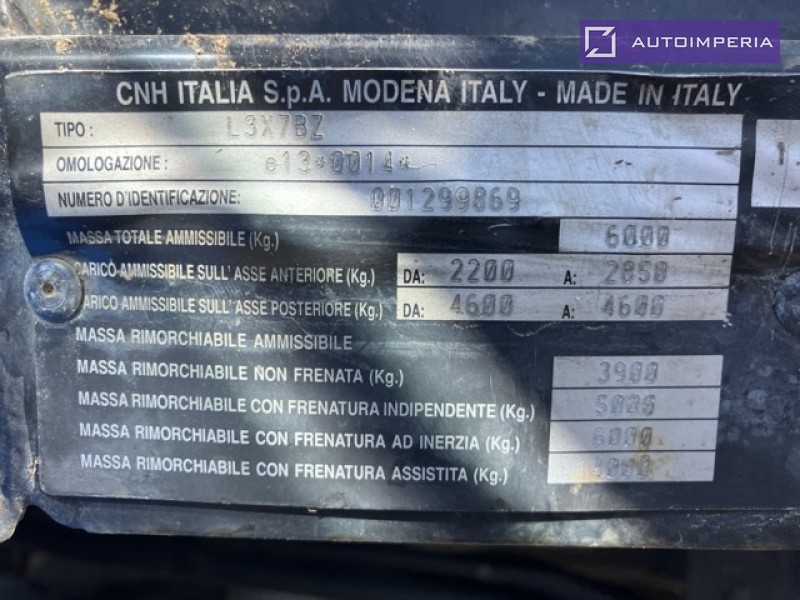 AUTOIMPERIA
CNH ITALIA S.p.A. MODENA ITALY - MADE IN ITALY
TIPO: L3X7BZ
OMOLOGAZIONE: e13*0014*
NUMERO D'IDENTIFICAZIONE: 001299869
MASSA TOTALE AMMISSIBILE (Kg.) 6000
CARICO AMMISSIBILE SULL'ASSE ANTERIORE (Kg.) DA: 2200 A: 2850
CARICO AMMISSIBILE SULL'ASSE POSTERIORE (Kg.) DA: 4600 A: 4600
MASSA RIMORCHIABILE AMMISSIBILE
MASSA RIMORCHIABILE NON FRENATA (Kg.) 3900
MASSA RIMORCHIABILE CON FRENATURA INDIPENDENTE (Kg.)
MASSA RIMORCHIABILE CON FRENATURA AD INERZIA (Kg.) 6000
MASSA RIMORCHIABILE CON FRENATURA ASSISTITA (Kg.)